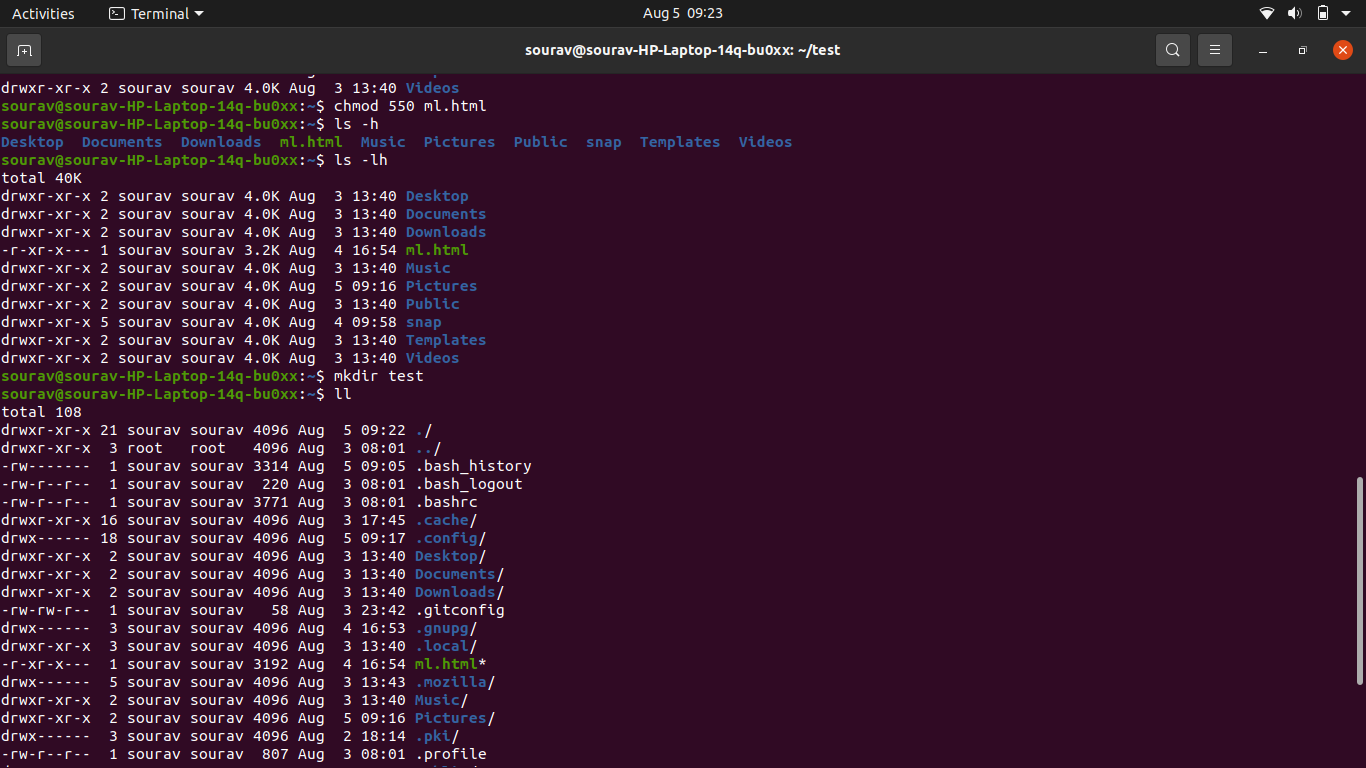 Activities Terminal Aug 5 09:23
sourav@sourav-HP-Laptop-14q-bu0xx: ~/test
drwxr-xr-x 2 sourav sourav 4.0K Aug  3 13:40 Videos
sourav@sourav-HP-Laptop-14q-bu0xx:~$ chmod 550 ml.html
sourav@sourav-HP-Laptop-14q-bu0xx:~$ ls -h
Desktop  Documents  Downloads  ml.html  Music  Pictures  Public  snap  Templates  Videos
sourav@sourav-HP-Laptop-14q-bu0xx:~$ ls -lh
total 40K
drwxr-xr-x 2 sourav sourav 4.0K Aug  3 13:40 Desktop
drwxr-xr-x 2 sourav sourav 4.0K Aug  3 13:40 Documents
drwxr-xr-x 2 sourav sourav 4.0K Aug  3 13:40 Downloads
-r-xr-x--- 1 sourav sourav 3.2K Aug  4 16:54 ml.html
drwxr-xr-x 2 sourav sourav 4.0K Aug  3 13:40 Music
drwxr-xr-x 2 sourav sourav 4.0K Aug  5 09:16 Pictures
drwxr-xr-x 2 sourav sourav 4.0K Aug  3 13:40 Public
drwxr-xr-x 5 sourav sourav 4.0K Aug  4 09:58 snap
drwxr-xr-x 2 sourav sourav 4.0K Aug  3 13:40 Templates
drwxr-xr-x 2 sourav sourav 4.0K Aug  3 13:40 Videos
sourav@sourav-HP-Laptop-14q-bu0xx:~$ mkdir test
sourav@sourav-HP-Laptop-14q-bu0xx:~$ ll
total 108
drwxr-xr-x 21 sourav sourav 4096 Aug  5 09:22 ./
drwxr-xr-x  3 root   root   4096 Aug  3 08:01 ../
-rw-------  1 sourav sourav 3314 Aug  5 09:05 .bash_history
-rw-r--r--  1 sourav sourav  220 Aug  3 08:01 .bash_logout
-rw-r--r--  1 sourav sourav 3771 Aug  3 08:01 .bashrc
drwxr-xr-x 16 sourav sourav 4096 Aug  3 17:45 .cache/
drwx------ 18 sourav sourav 4096 Aug  5 09:17 .config/
drwxr-xr-x  2 sourav sourav 4096 Aug  3 13:40 Desktop/
drwxr-xr-x  2 sourav sourav 4096 Aug  3 13:40 Documents/
drwxr-xr-x  2 sourav sourav 4096 Aug  3 13:40 Downloads/
-rw-rw-r--  1 sourav sourav   58 Aug  3 23:42 .gitconfig
drwx------  3 sourav sourav 4096 Aug  4 16:53 .gnupg/
drwxr-xr-x  3 sourav sourav 4096 Aug  3 13:40 .local/
-r-xr-x---  1 sourav sourav 3192 Aug  4 16:54 ml.html*
drwx------  5 sourav sourav 4096 Aug  3 13:43 .mozilla/
drwxr-xr-x  2 sourav sourav 4096 Aug  3 13:40 Music/
drwxr-xr-x  2 sourav sourav 4096 Aug  5 09:16 Pictures/
drwx------  3 sourav sourav 4096 Aug  2 18:14 .pki/
-rw-r--r--  1 sourav sourav  807 Aug  3 08:01 .profile